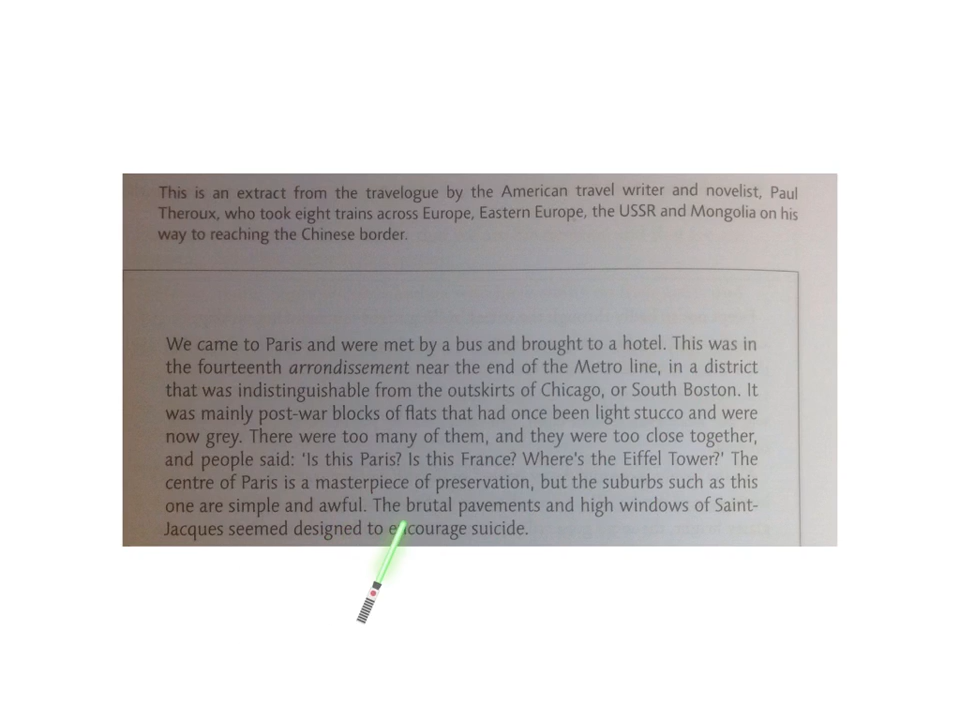 This is an extract from the travelogue by the American travel writer and novelist, Paul
Theroux, who took eight trains across Europe, Eastern Europe, the USSR and Mongolia on his
way to reaching the Chinese border.
We came to Paris and were met by a bus and brought to a hotel. This was in
the fourteenth arrondissement near the end of the Metro line, in a district
that was indistinguishable from the outskirts of Chicago, or South Boston. It
was mainly post-war blocks of flats that had once been light stucco and were
now grey. There were too many of them, and they were too close together,
and people said: ‘Is this Paris? Is this France? Where's the Eiffel Tower?’ The
centre of Paris is a masterpiece of preservation, but the suburbs such as this
one are simple and awful. The brutal pavements and high windows of Saint-
Jacques seemed designed to encourage suicide.